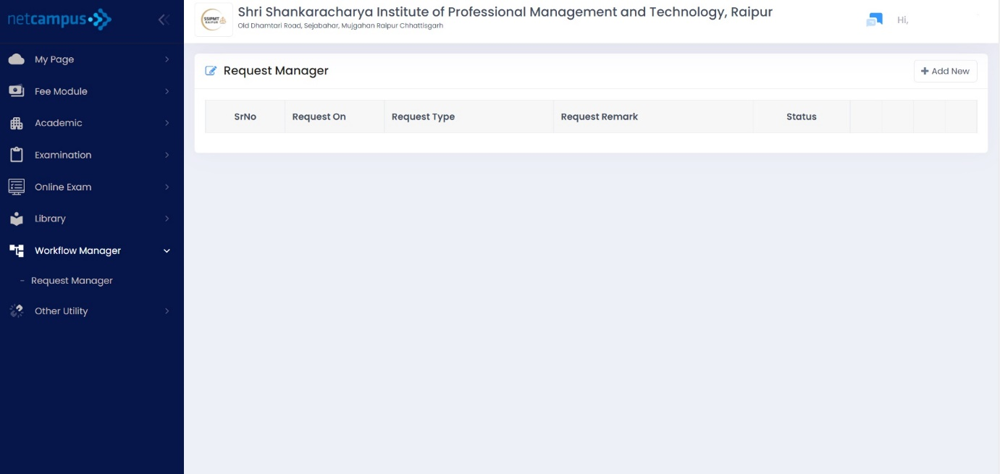 netcampus
Shri Shankaracharya Institute of Professional Management and Technology, Raipur
Old Dhamtari Road, Sejabahar, Mujgahan Raipur Chhattisgarh
SSIPMT
RAIPUR
Hi,
My Page
Fee Module
Academic
Examination
Online Exam
Library
Workflow Manager
- Request Manager
Other Utility
Request Manager
+ Add New
SrNo Request On Request Type Request Remark Status